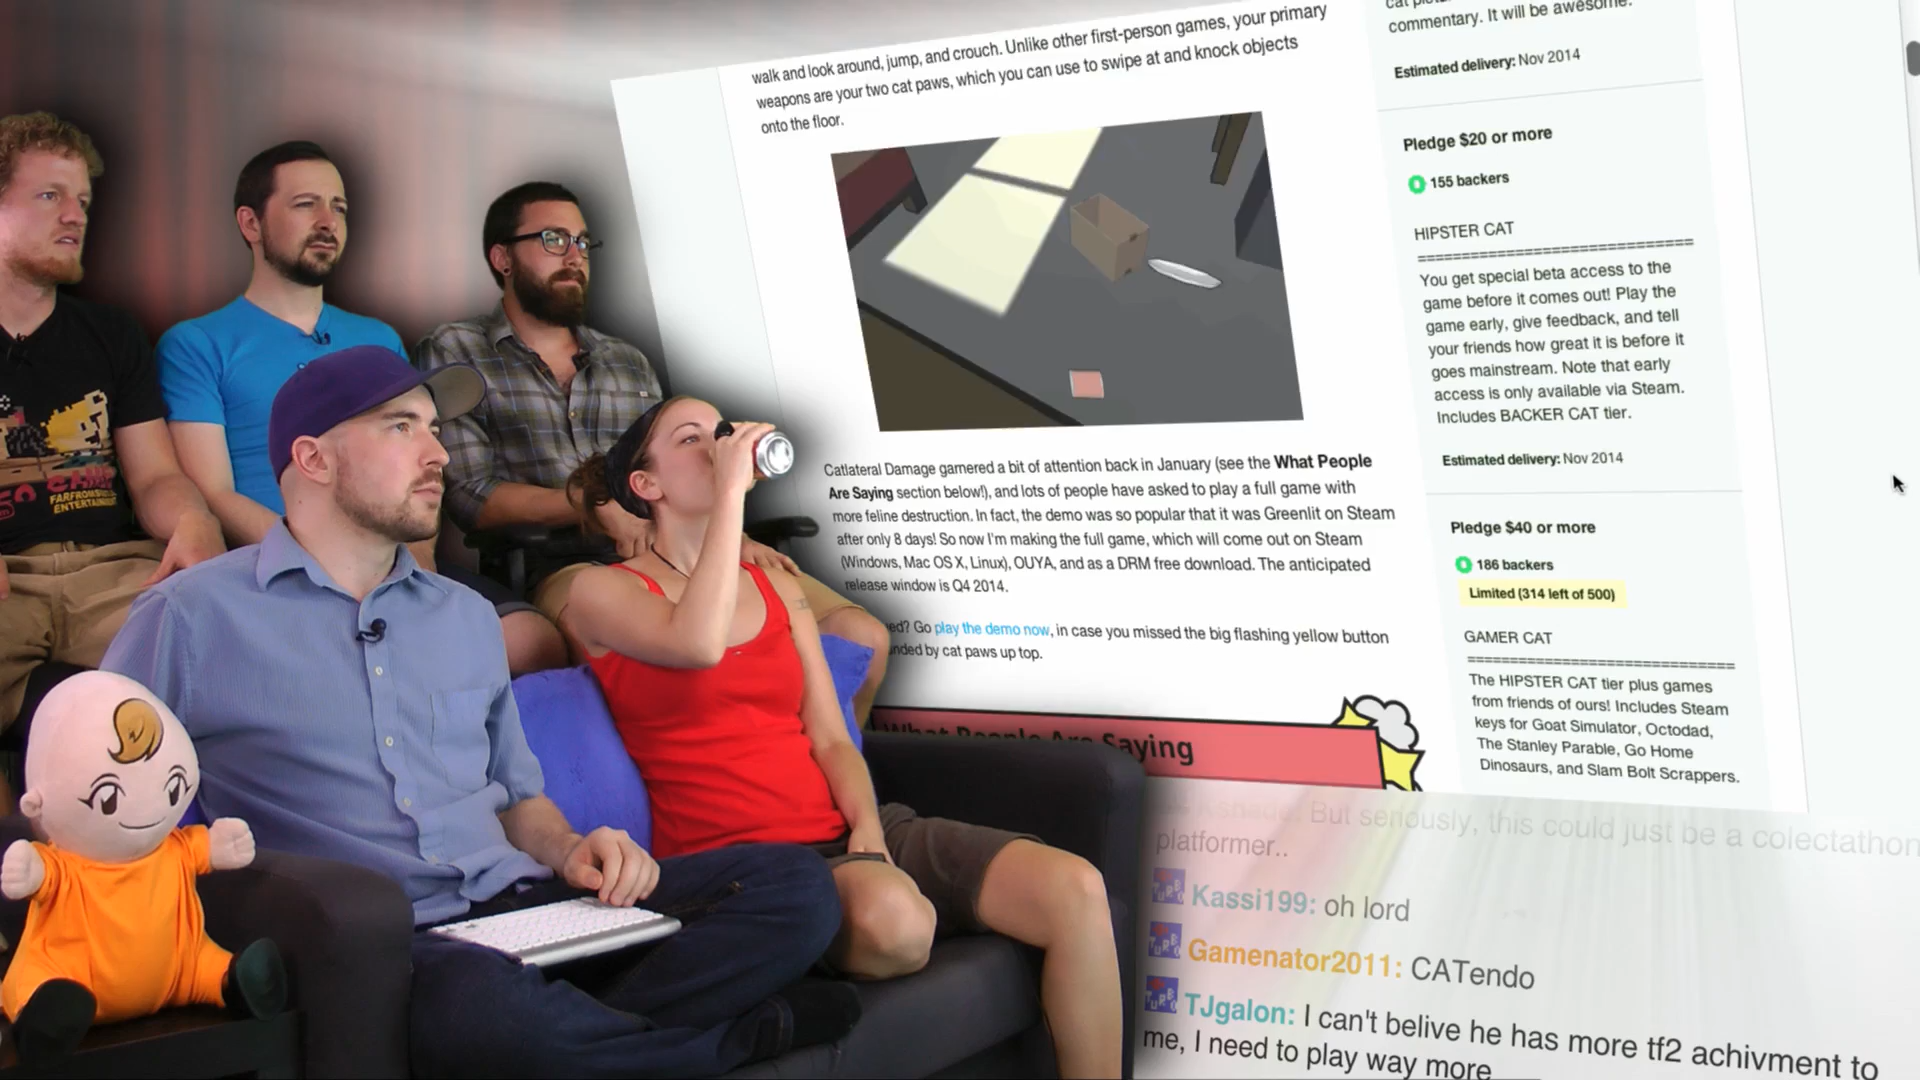 walk and look around, jump, and crouch. Unlike other first-person games, your primary
weapons are your two cat paws, which you can use to swipe at and knock objects
onto the floor.
Catlateral Damage garnered a bit of attention back in January (see the What People
Are Saying section below!), and lots of people have asked to play a full game with
more feline destruction. In fact, the demo was so popular that it was Greenlit on Steam
after only 8 days! So now I'm making the full game, which will come out on Steam
(Windows, Mac OS X, Linux), OUYA, and as a DRM free download. The anticipated
release window is Q4 2014.
Go play the demo now, in case you missed the big flashing yellow button
by cat paws up top.
What People Are Saying
commentary. It will be awesome.
Estimated delivery: Nov 2014
Pledge $20 or more
155 backers
HIPSTER CAT
==============================
You get special beta access to the
game before it comes out! Play the
game early, give feedback, and tell
your friends how great it is before it
goes mainstream. Note that early
access is only available via Steam.
Includes BACKER CAT tier.
Estimated delivery: Nov 2014
Pledge $40 or more
186 backers
Limited (314 left of 500)
GAMER CAT
==============================
The HIPSTER CAT tier plus games
from friends of ours! Includes Steam
keys for Goat Simulator, Octodad,
The Stanley Parable, Go Home
Dinosaurs, and Slam Bolt Scrappers.
But seriously, this could just be a colectathon
platformer..
Kassi199: oh lord
Gamenator2011: CATendo
TJgalon: I can't belive he has more tf2 achivment to
me, I need to play way more
ENTERTAINMENT